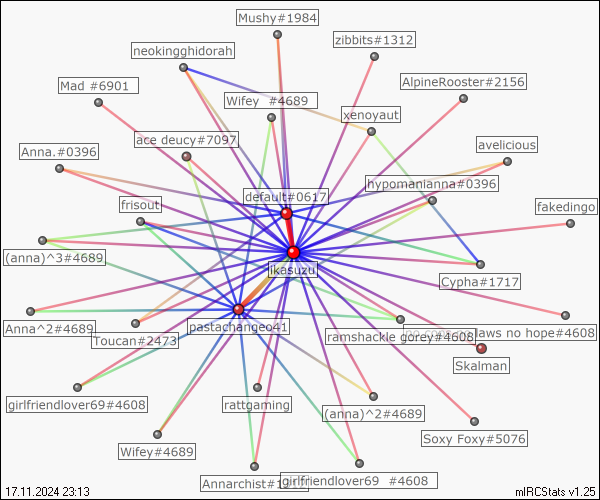 Mushy#1984
zibbits#1312
neokingghidorah
AlpineRooster#2156
Mad #6901
Wifey #4689
xenoyaut
ace deucy#7097
avelicious
Anna.#0396
hypomanianna#0396
default#0617
frisout
fakedingo
(anna)^3#4689
ikasuzu
Cypha#1717
pastachangeo41
Anna^2#4689
laws no hope#4608
Toucan#2473
ramshackle gorey#4608
Skalman
girlfriendlover69#4608
rattgaming
(anna)^2#4689
Soxy Foxy#5076
Wifey#4689
Annarchist
girlfriendlover69 #4608
17.11.2024 23:13
mIRCStats v1.25